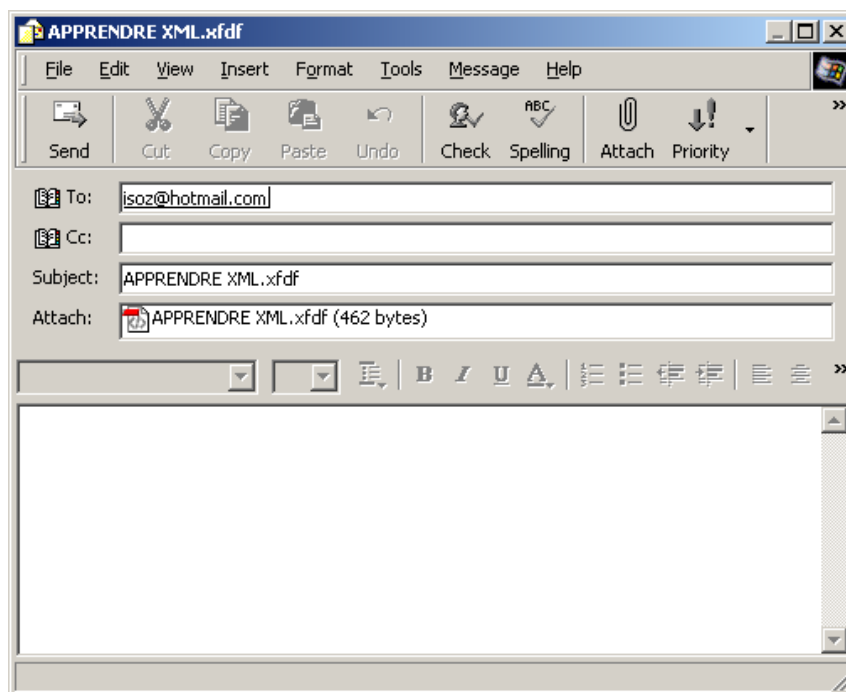 APPRENDRE XML.xfdf
File Edit View Insert Format Tools Message Help
Send Cut Copy Paste Undo Check ABC Spelling Attach Priority »
To: isoz@hotmail.com
Cc:
Subject: APPRENDRE XML.xfdf
Attach: APPRENDRE XML.xfdf (462 bytes)
B I U A »